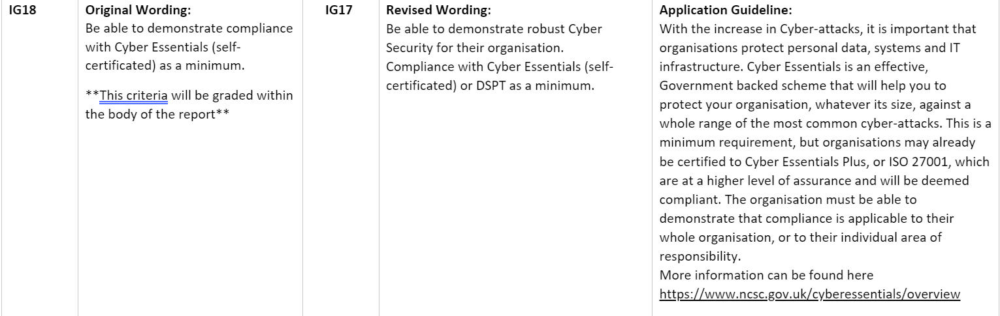 IG18
Original Wording:
Be able to demonstrate compliance
with Cyber Essentials (self-
certificated) as a minimum.
**This criteria will be graded within
the body of the report**
IG17
Revised Wording:
Be able to demonstrate robust Cyber
Security for their organisation.
Compliance with Cyber Essentials (self-
certificated) or DSPT as a minimum.
Application Guideline:
With the increase in Cyber-attacks, it is important that
organisations protect personal data, systems and IT
infrastructure. Cyber Essentials is an effective,
Government backed scheme that will help you to
protect your organisation, whatever its size, against a
whole range of the most common cyber-attacks. This is a
minimum requirement, but organisations may already
be certified to Cyber Essentials Plus, or ISO 27001, which
are at a higher level of assurance and will be deemed
compliant. The organisation must be able to
demonstrate that compliance is applicable to their
whole organisation, or to their individual area of
responsibility.
More information can be found here
https://www.ncsc.gov.uk/cyberessentials/overview